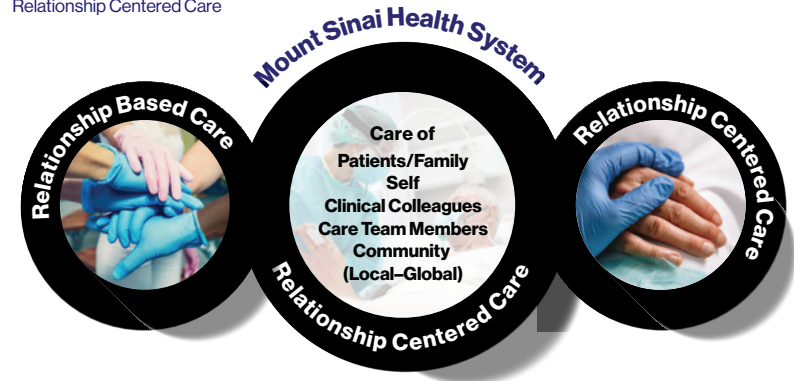 Relationship Centered Care
Mount Sinai Health System
Relationship Based Care
Care of
Patients/Family
Self
Clinical Colleagues
Care Team Members
Community
(Local–Global)
Relationship Centered Care
Relationship Centered Care